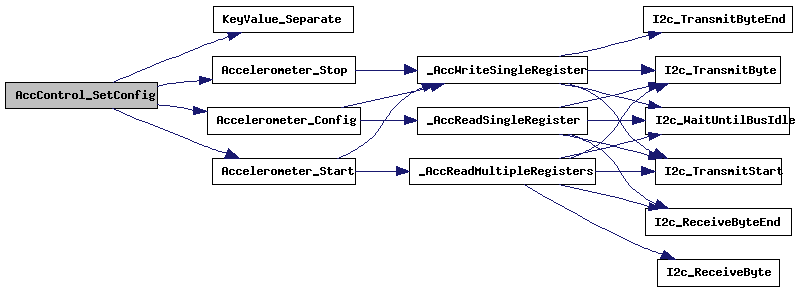 AccControl_SetConfig
KeyValue_Separate
Accelerometer_Stop
Accelerometer_Config
Accelerometer_Start
_AccWriteSingleRegister
_AccReadSingleRegister
_AccReadMultipleRegisters
I2c_TransmitByteEnd
I2c_TransmitByte
I2c_WaitUntilBusIdle
I2c_TransmitStart
I2c_ReceiveByteEnd
I2c_ReceiveByte